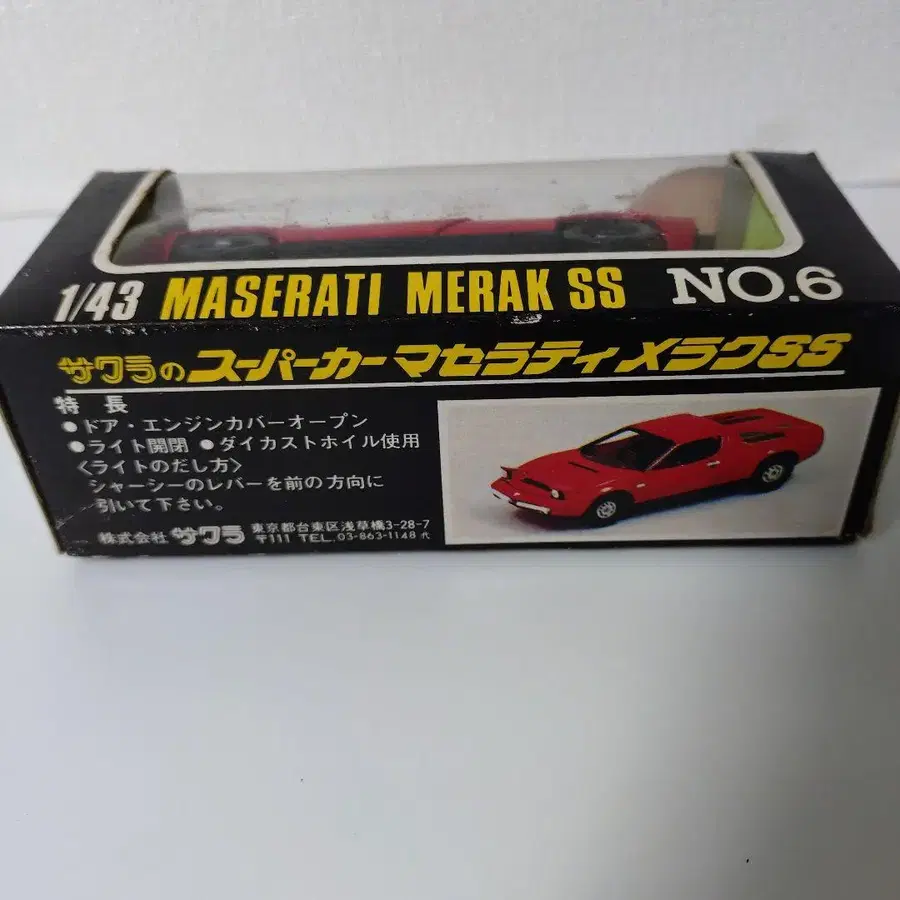 1/43 MASERATI MERAK SS NO.6
サクラのスーパーカー マセラティ メラクSS
特 長
●ドア・エンジンカバーオープン
●ライト開閉 ●ダイカストホイル使用
〈ライトのだし方〉
シャーシーのレバーを前の方向に
引いて下さい。
株式会社 サクラ 東京都台東区浅草橋3-28-7
〒111 TEL.03-863-1148 代